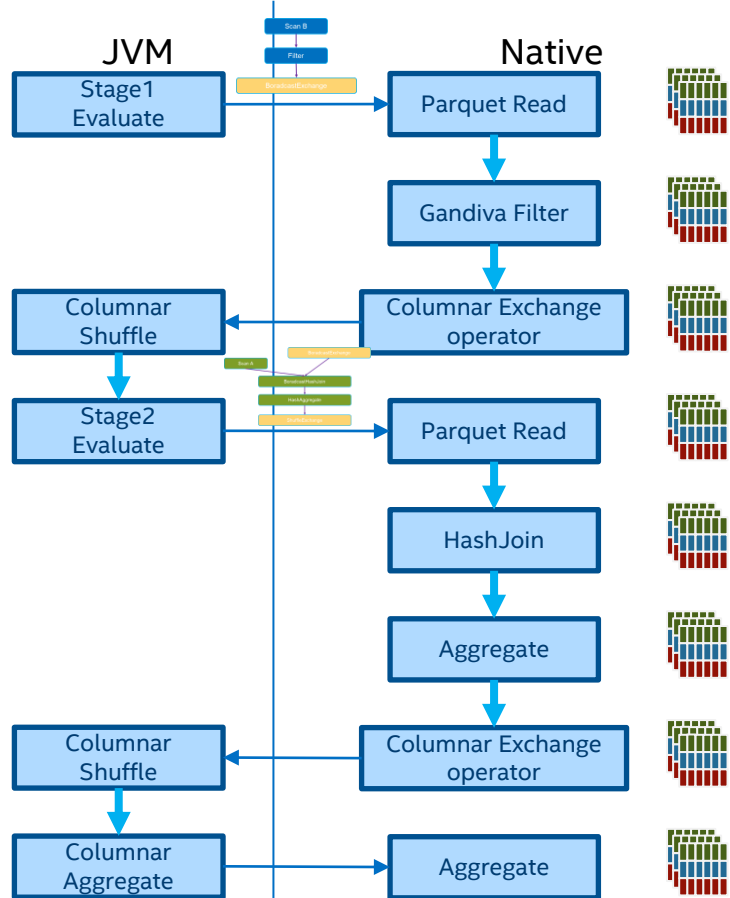 Scan B
JVM
Native
Filter
Stage1
Evaluate
BroadcastExchange
Parquet Read
Gandiva Filter
Columnar
Shuffle
Columnar Exchange
operator
Scan A
BroadcastHashJoin
HashAggregate
Stage2
Evaluate
Parquet Read
HashJoin
Aggregate
Columnar
Shuffle
Columnar Exchange
operator
Columnar
Aggregate
Aggregate